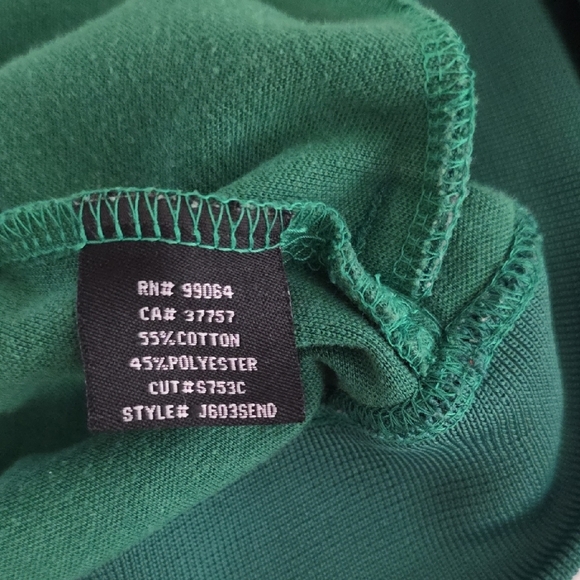 RN# 99064
CA# 37757
55%COTTON
45%POLYESTER
CUT#S753C
STYLE# J603SEND